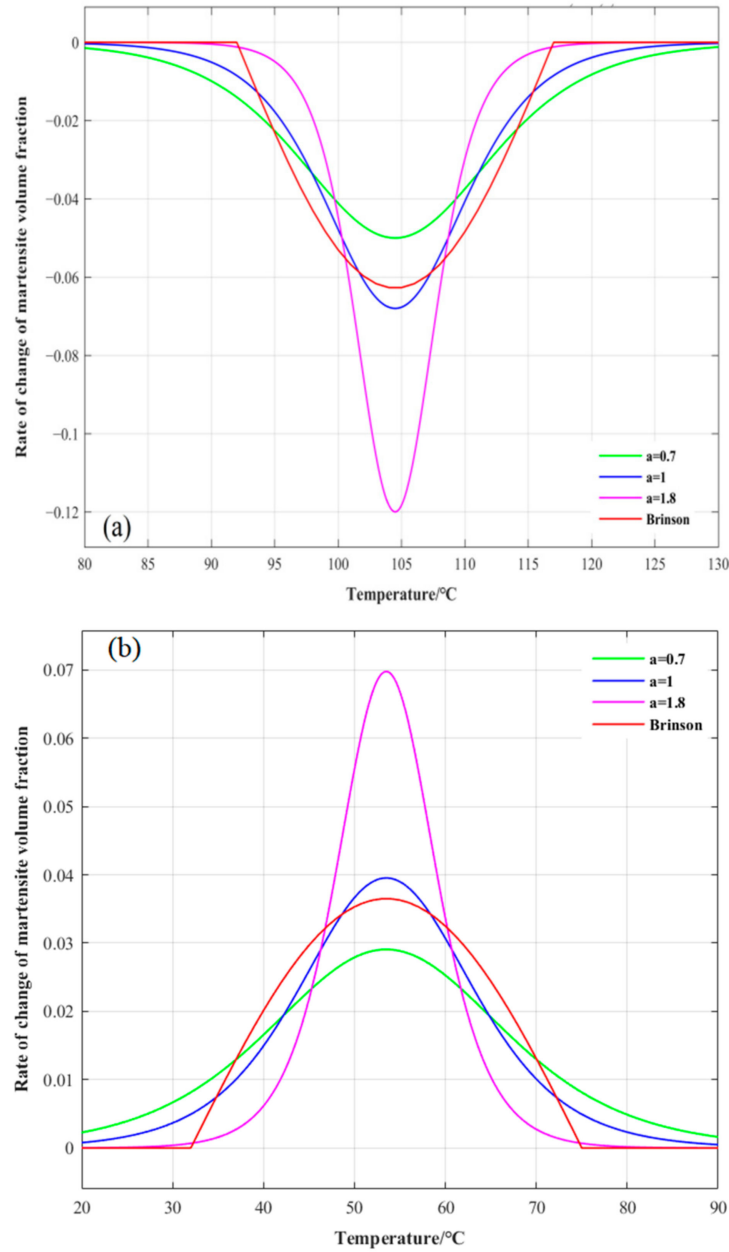 0
−0.02
−0.04
−0.06
−0.08
−0.1
−0.12
Rate of change of martensite volume fraction
a=0.7
a=1
a=1.8
Brinson
(a)
80 85 90 95 100 105 110 115 120 125 130
Temperature/°C
(b)
0.07
0.06
0.05
0.04
0.03
0.02
0.01
0
Rate of change of martensite volume fraction
a=0.7
a=1
a=1.8
Brinson
20 30 40 50 60 70 80 90
Temperature/°C